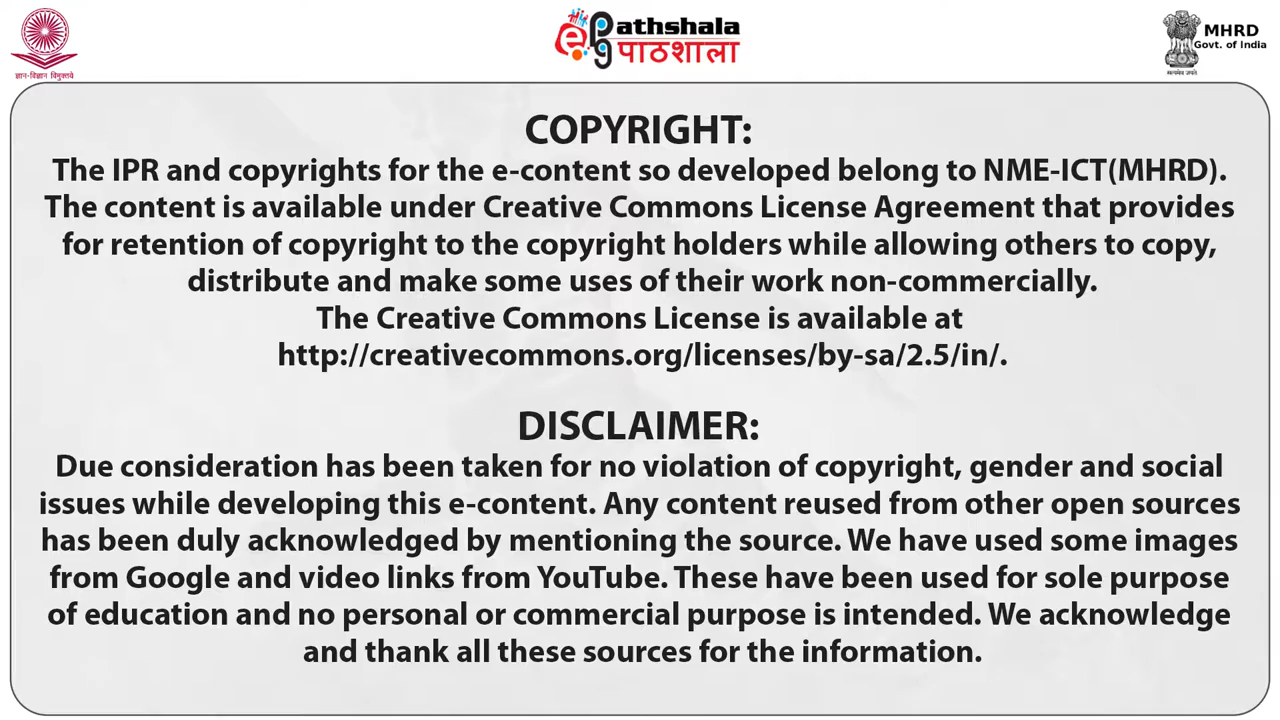 ज्ञान-विज्ञान विमुक्तये
ePG Pathshala
पाठशाला
MHRD
Govt. of India
सत्यमेव जयते
COPYRIGHT:
The IPR and copyrights for the e-content so developed belong to NME-ICT(MHRD).
The content is available under Creative Commons License Agreement that provides
for retention of copyright to the copyright holders while allowing others to copy,
distribute and make some uses of their work non-commercially.
The Creative Commons License is available at
http://creativecommons.org/licenses/by-sa/2.5/in/.
DISCLAIMER:
Due consideration has been taken for no violation of copyright, gender and social
issues while developing this e-content. Any content reused from other open sources
has been duly acknowledged by mentioning the source. We have used some images
from Google and video links from YouTube. These have been used for sole purpose
of education and no personal or commercial purpose is intended. We acknowledge
and thank all these sources for the information.